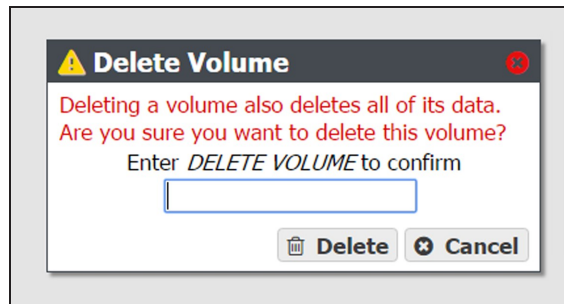 Delete Volume
Deleting a volume also deletes all of its data.
Are you sure you want to delete this volume?
Enter DELETE VOLUME to confirm
Delete Cancel